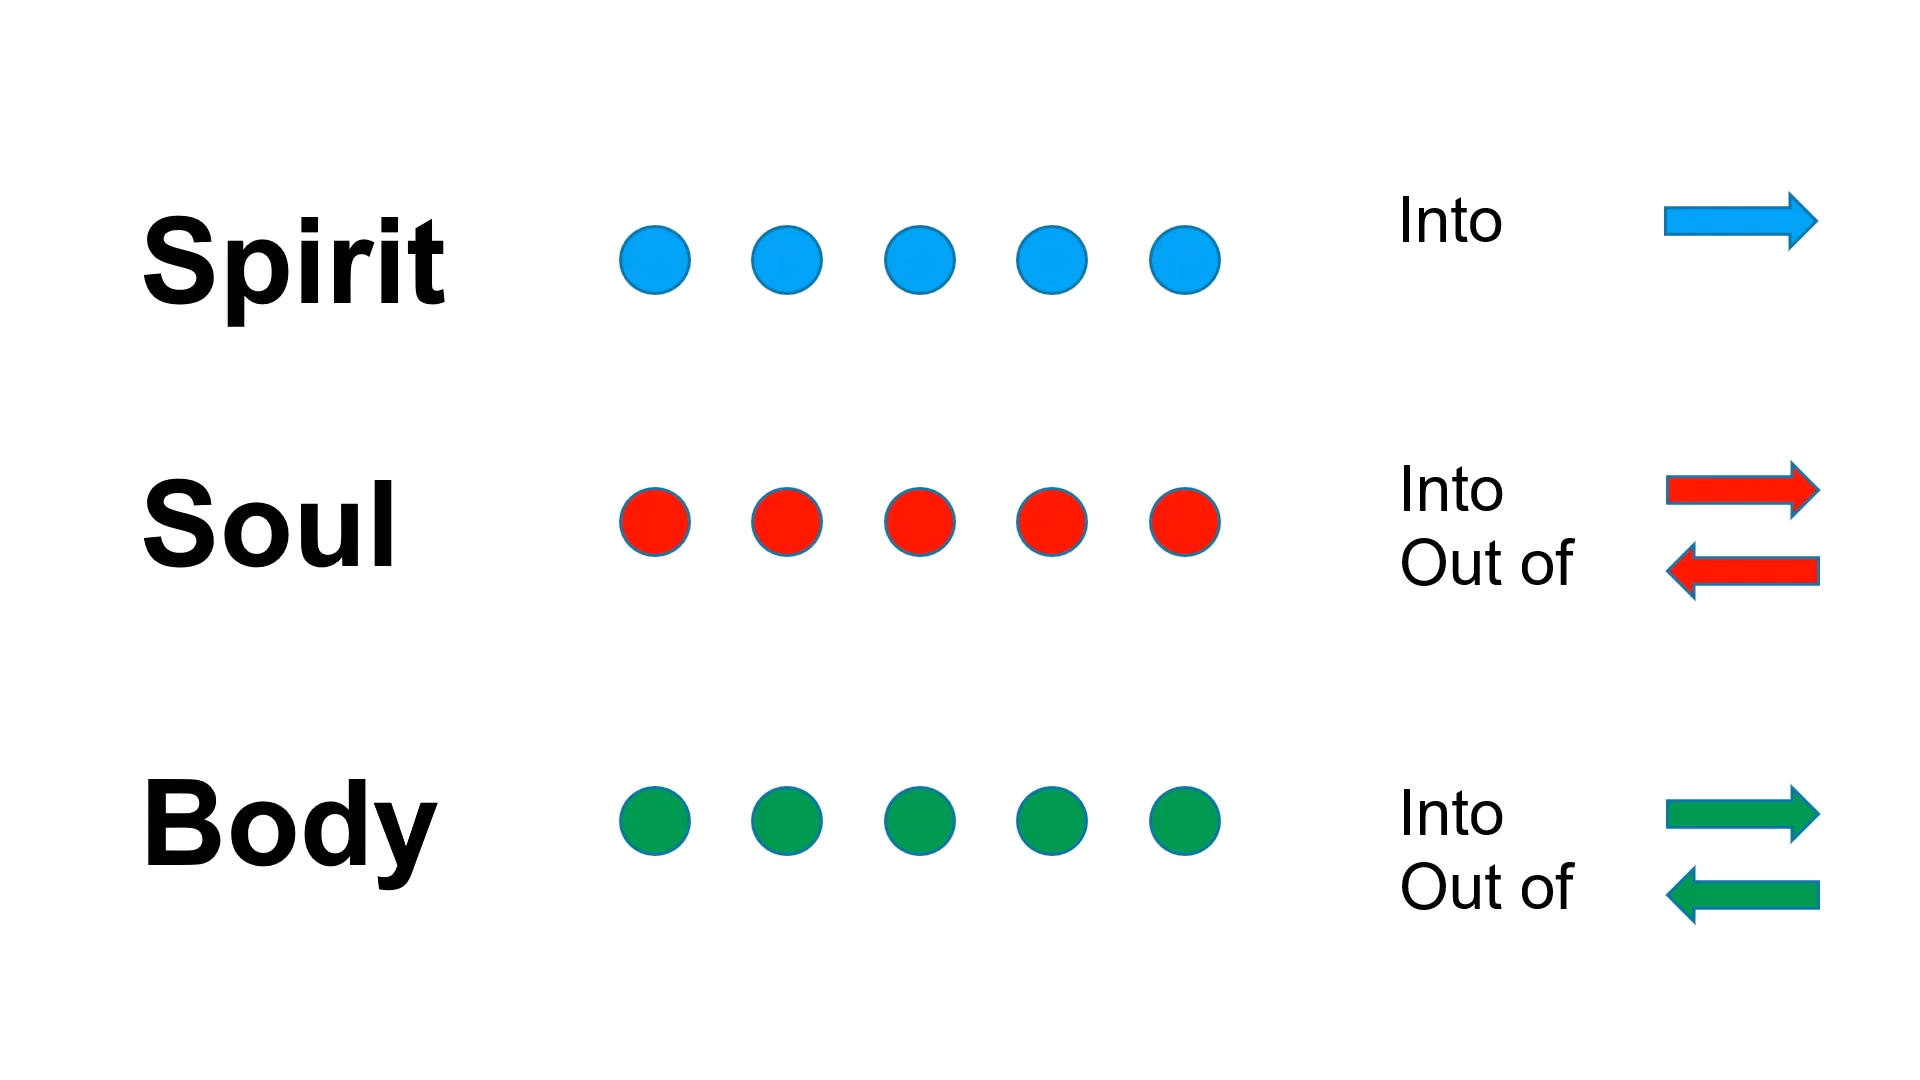 Spirit
Into
Soul
Into
Out of
Body
Into
Out of